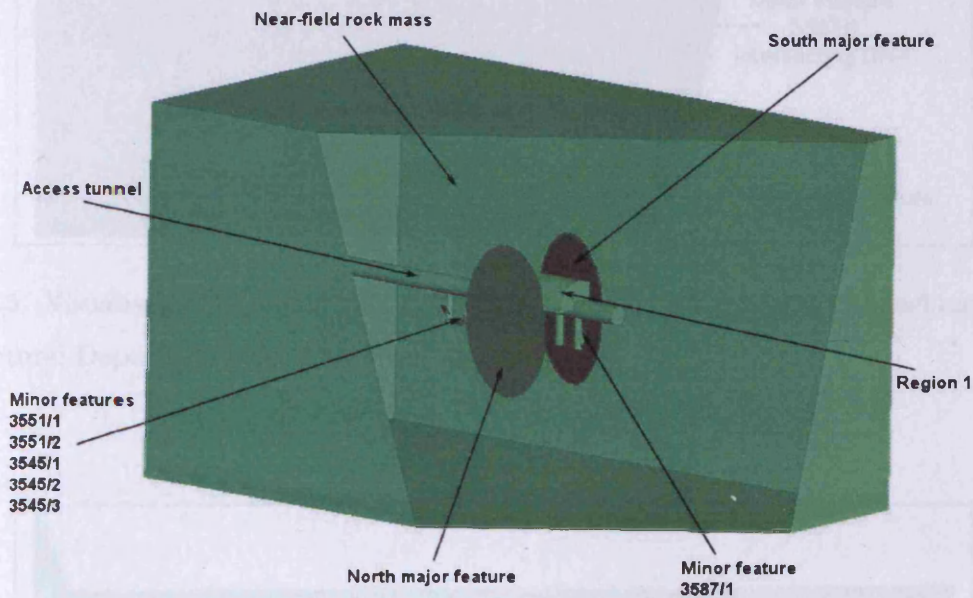 Near-field rock mass
South major feature
Access tunnel
Region 1
Minor features
3551/1
3551/2
3545/1
3545/2
3545/3
North major feature
Minor feature
3587/1